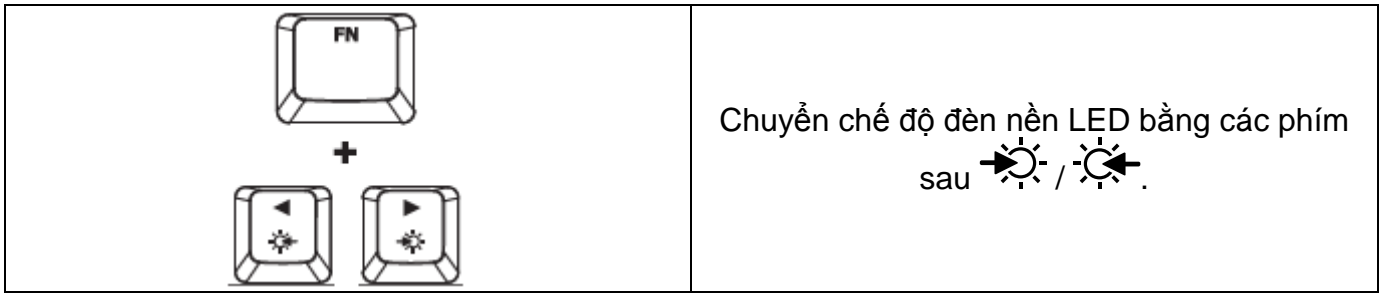 FN
+
Chuyển chế độ đèn nền LED bằng các phím
sau / .